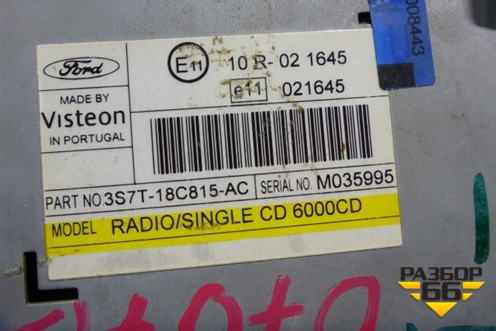 008443
Ford
E11 10 R-02 1645
MADE BY
Visteon
IN PORTUGAL
e11 021645
PART NO. 3S7T-18C815-AC SERIAL NO. M035995
MODEL RADIO/SINGLE CD 6000CD
РАЗБОР
66